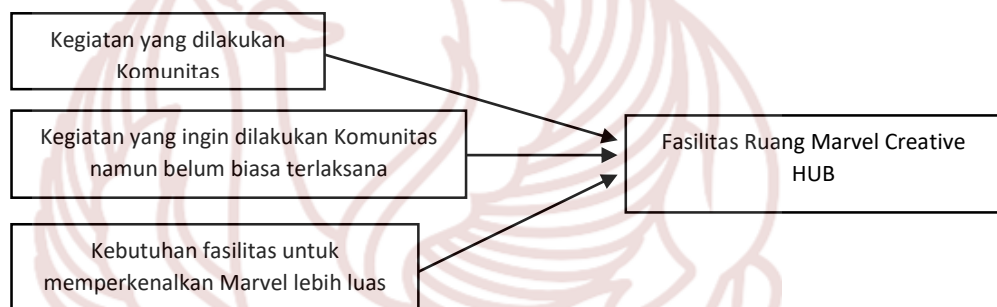 Kegiatan yang dilakukan
Komunitas
Kegiatan yang ingin dilakukan Komunitas
namun belum biasa terlaksana
Kebutuhan fasilitas untuk
memperkenalkan Marvel lebih luas
Fasilitas Ruang Marvel Creative
HUB